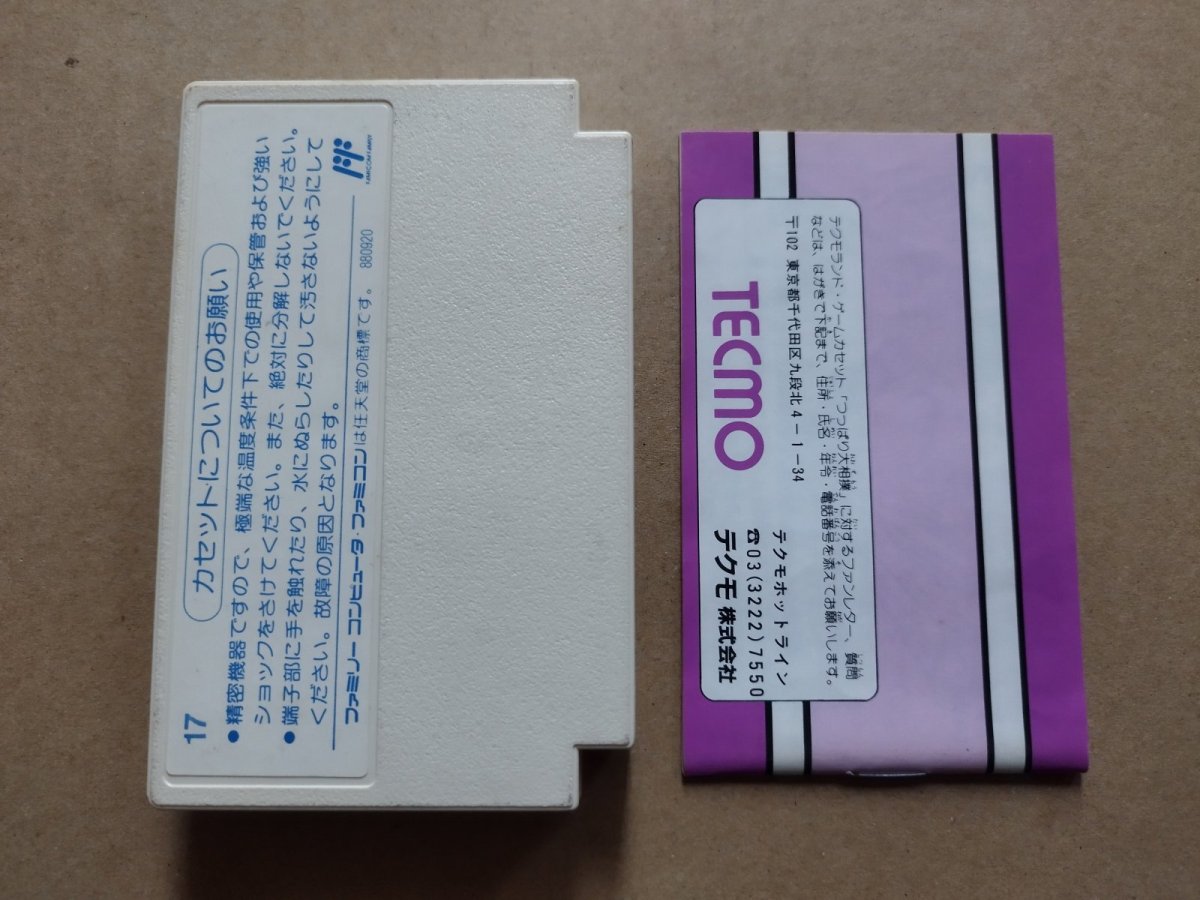 17
カセットについてのお願い
●精密機器ですので、極端な温度条件下での使用や保管および強い
ショックをさけてください。また、絶対に分解しないでください。
●端子部に手を触れたり、水にぬらしたりして汚さないようにして
ください。故障の原因となります。
ファミリーコンピュータ・ファミコンは任天堂の商標です。 880920
FAMICOM FAMILY
テクモランド・ゲームカセット「つっぱり大相撲」に対するファンレター、質問
などは、はがきで下記まで、住所・氏名・年令・電話番号を添えてお願いします。
〒102 東京都千代田区九段北4-1-34
TECMO
テクモホットライン
☎03(3222)7550
テクモ株式会社